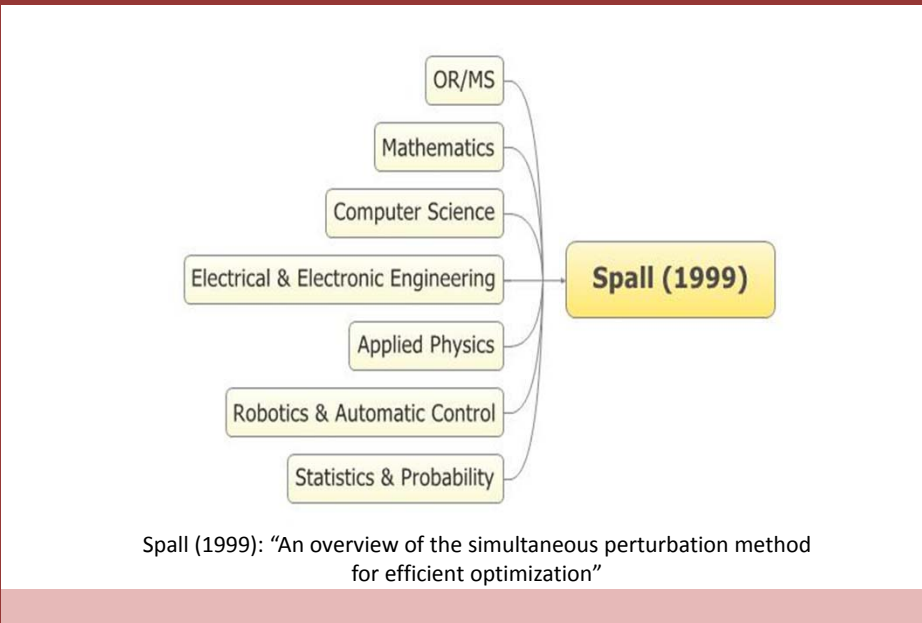 OR/MS
Mathematics
Computer Science
Electrical & Electronic Engineering
Applied Physics
Robotics & Automatic Control
Statistics & Probability
Spall (1999)
Spall (1999): “An overview of the simultaneous perturbation method
for efficient optimization”